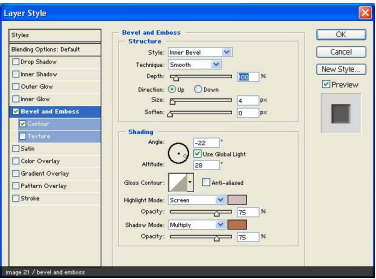 Layer Style
Styles
Blending Options: Default
Drop Shadow
Inner Shadow
Outer Glow
Inner Glow
Bevel and Emboss
Contour
Texture
Satin
Color Overlay
Gradient Overlay
Pattern Overlay
Stroke
Bevel and Emboss
Structure
Style: Inner Bevel
Technique: Smooth
Depth: 100 %
Direction: Up Down
Size: 4 px
Soften: 0 px
Shading
Angle: -22 °
Use Global Light
Altitude: 28 °
Gloss Contour: Anti-aliased
Highlight Mode: Screen
Opacity: 75 %
Shadow Mode: Multiply
Opacity: 75 %
OK
Cancel
New Style...
Preview
image 21 / bevel and emboss